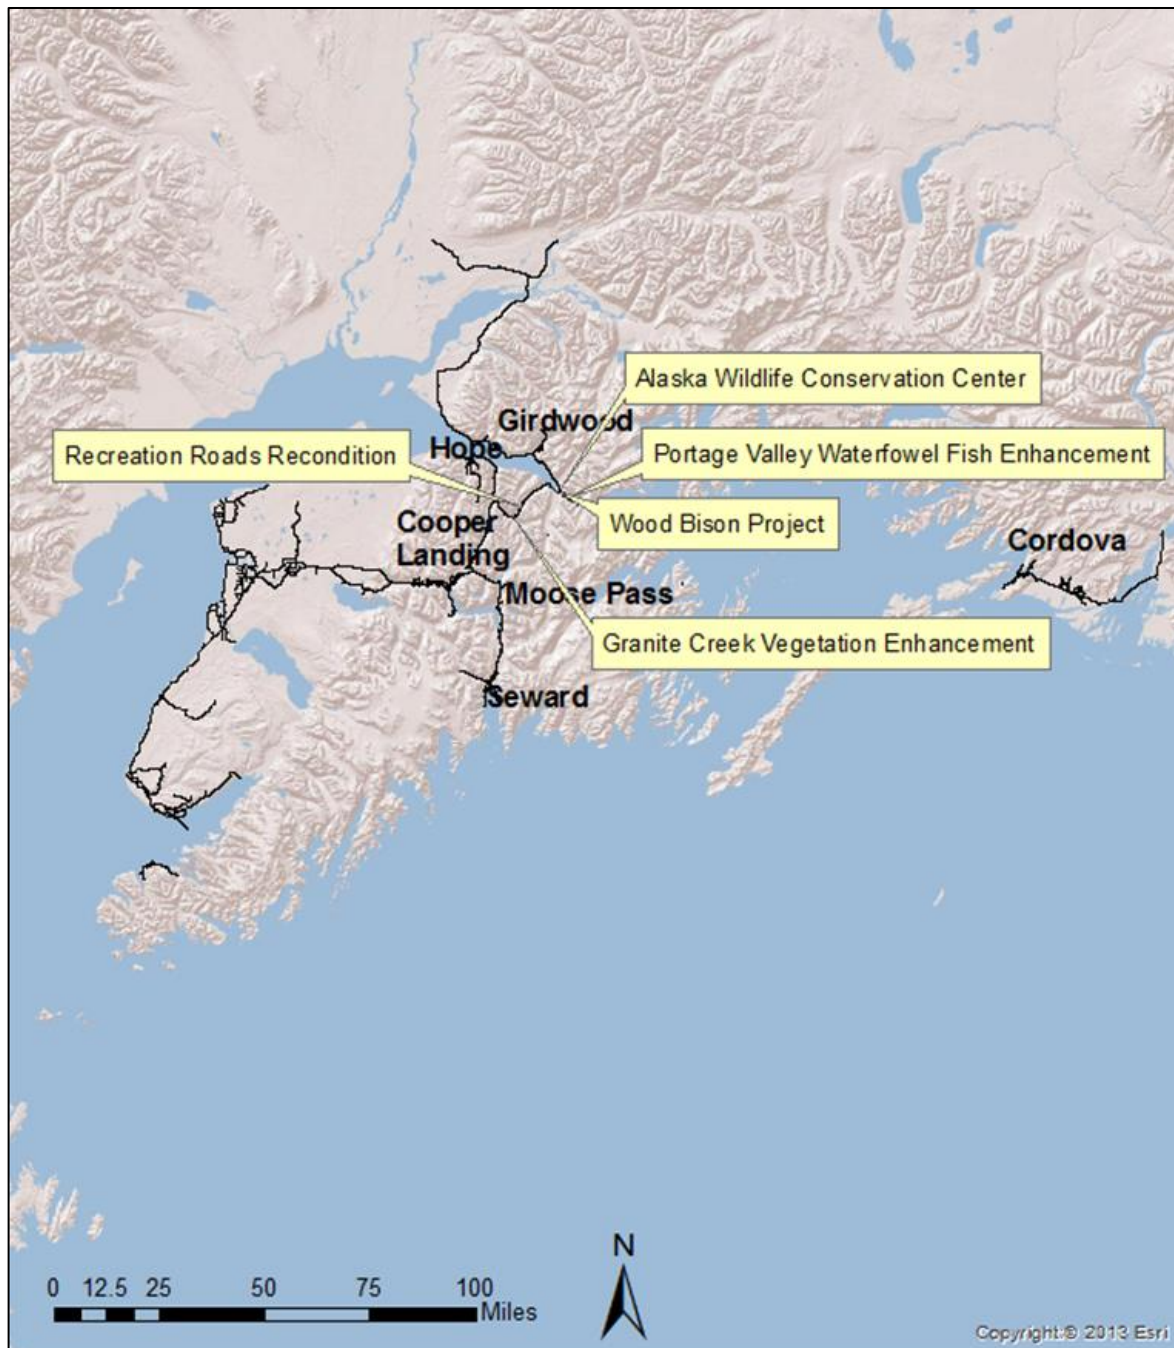 Alaska Wildlife Conservation Center
Girdwood
Hope
Recreation Roads Recondition
Portage Valley Waterfowel Fish Enhancement
Wood Bison Project
Cooper
Landing
Cordova
Moose Pass
Granite Creek Vegetation Enhancement
Seward
N
0 12.5 25 50 75 100
Miles
Copyright:© 2013 Esri